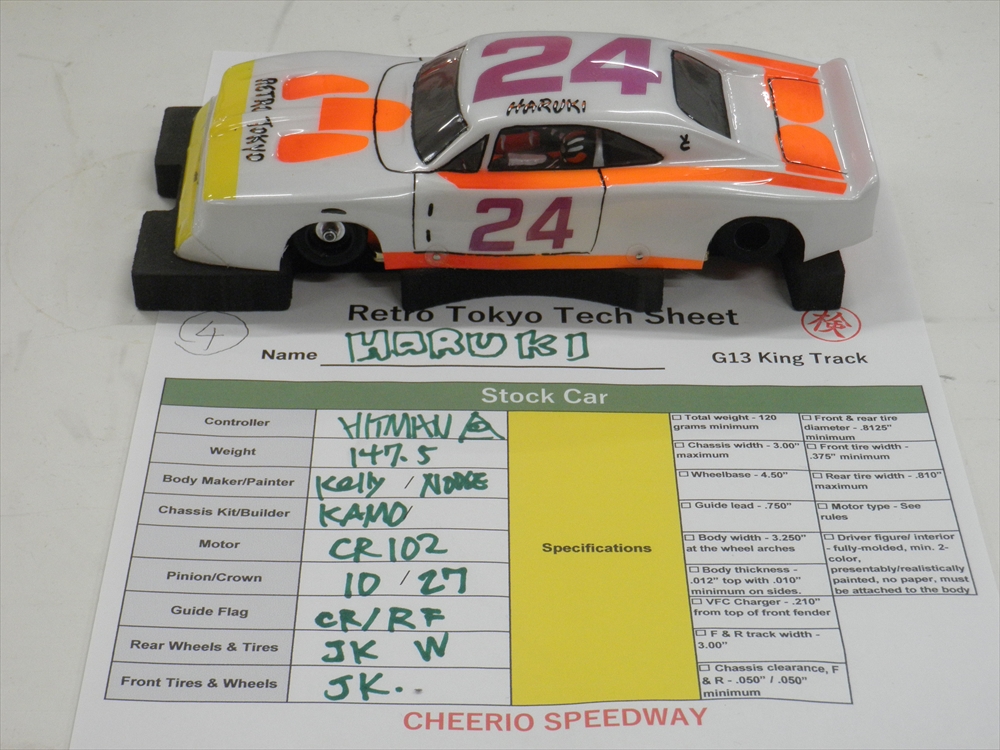 24
HARUKI
RETRO TOKYO
24
Retro Tokyo Tech Sheet
検
4
Name HARUKI
G13 King Track
Stock Car
Controller HITMAN
Weight 147.5
Body Maker/Painter Kelly /
Chassis Kit/Builder KAMO
Motor CR102
Pinion/Crown 10 / 27
Guide Flag CR/RF
Rear Wheels & Tires JK W
Front Tires & Wheels JK.
Specifications
☐ Total weight - 120
grams minimum
☐ Chassis width - 3.00"
maximum
☐ Wheelbase - 4.50"
☐ Guide lead - .750"
☐ Body width - 3.250"
at the wheel arches
☐ Body thickness -
.012" top with .010"
minimum on sides.
☐ VFC Charger - .210"
from top of front fender
☐ F & R track width -
3.00"
☐ Chassis clearance, F
& R - .050" / .050"
minimum
☐ Front & rear tire
diameter - .8125"
minimum
☐ Front tire width -
.375" minimum
☐ Rear tire width - .810"
maximum
☐ Motor type - See
rules
☐ Driver figure/ interior
- fully-molded, min. 2-
color,
presentably/realistically
painted, no paper, must
be attached to the body
CHEERIO SPEEDWAY